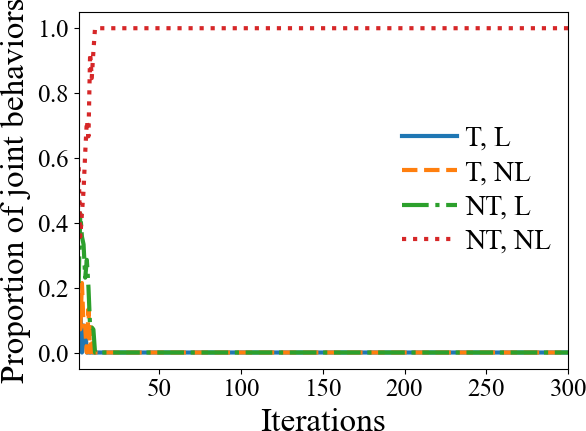 Proportion of joint behaviors
1.0
0.8
0.6
0.4
0.2
0.0
T, L
T, NL
NT, L
NT, NL
50 100 150 200 250 300
Iterations